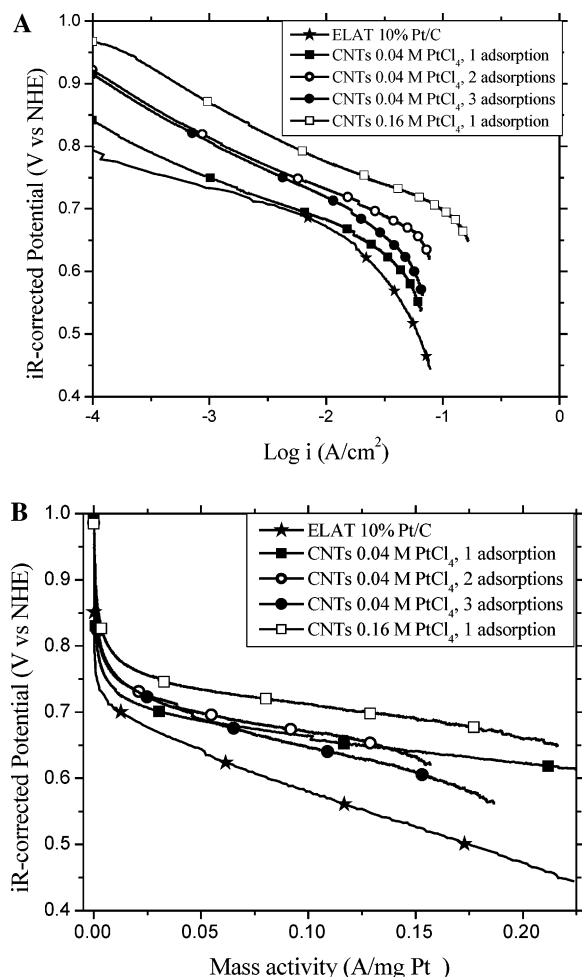 A
1.0
0.9
0.8
0.7
0.6
0.5
0.4
iR-corrected Potential (V vs NHE)
ELAT 10% Pt/C
CNTs 0.04 M PtCl4, 1 adsorption
CNTs 0.04 M PtCl4, 2 adsorptions
CNTs 0.04 M PtCl4, 3 adsorptions
CNTs 0.16 M PtCl4, 1 adsorption
-4 -3 -2 -1 0
Log i (A/cm2)
B
1.0
0.9
0.8
0.7
0.6
0.5
0.4
iR-corrected Potential (V vs NHE)
ELAT 10% Pt/C
CNTs 0.04 M PtCl4, 1 adsorption
CNTs 0.04 M PtCl4, 2 adsorptions
CNTs 0.04 M PtCl4, 3 adsorptions
CNTs 0.16 M PtCl4, 1 adsorption
0.00 0.05 0.10 0.15 0.20
Mass activity (A/mg Pt)